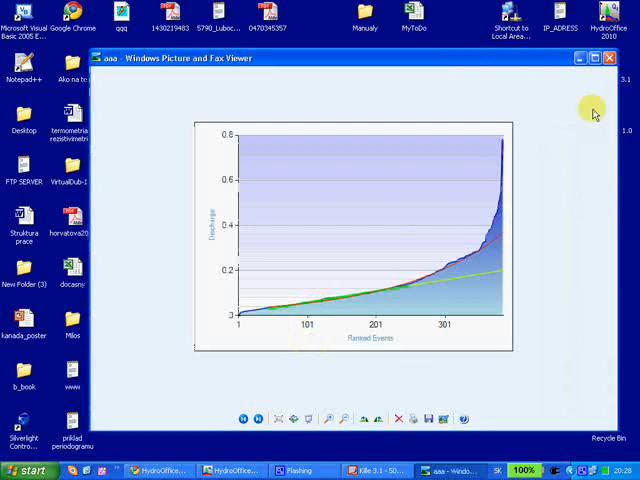 Microsoft Visual
Basic 2005 E...
Google Chrome
qqq
1430219483
5790_Luboc...
0470345357
Manualy
MyToDo
Shortcut to
Local Area...
IP_ADRESS
HydroOffice
2010
aaa - Windows Picture and Fax Viewer
Notepad++
Ako na to
3.1
Desktop
termometria
rezistivimetri
1.0
FTP SERVER
VirtualDub-1
Struktura
prace
horvatova20
New Folder (3)
docasny
kanada_poster
Milos
b_book
www
Silverlight
Contro...
priklad
periodogramu
Recycle Bin
0.8
0.6
0.4
0.2
0
Discharge
1
101
201
301
Ranked Events
start
HydroOffice...
HydroOffice...
Flashing
Kille 3.1 - 50...
aaa - Windo...
SK
100%
20:28